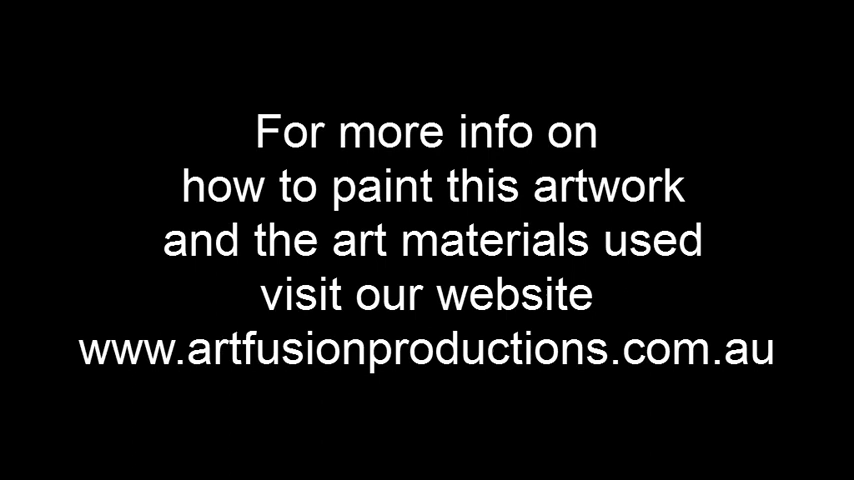 For more info on
how to paint this artwork
and the art materials used
visit our website
www.artfusionproductions.com.au